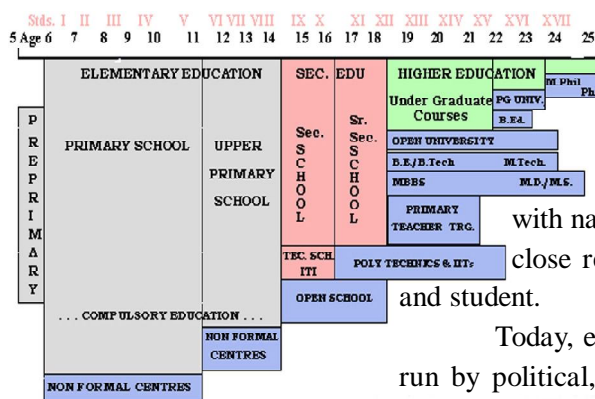 Stds. I II III IV V VI VII VIII IX X XI XII XIII XIV XV XVI XVII
5 Age 6 7 8 9 10 11 12 13 14 15 16 17 18 19 20 21 22 23 24 25
ELEMENTARY EDUCATION SEC. EDU HIGHER EDUCATION
M.Phil
Ph
Under Graduate
Courses
PG UNIV.
B.Ed.
PREPRIMARY
PRIMARY SCHOOL
UPPER
PRIMARY
SCHOOL
Sec. SCHOOL
Sr. Sec. SCHOOL
OPEN UNIVERSITY
B.E./B.Tech M.Tech.
MBBS M.D./M.S.
PRIMARY
TEACHER TRG.
TEC. SCH.
ITI
POLY TECHNICS & IITs
OPEN SCHOOL
. . . COMPULSORY EDUCATION . . .
NON FORMAL
CENTRES
NON FORMAL CENTRES
with na
close re
and student.
Today, e
run by political,